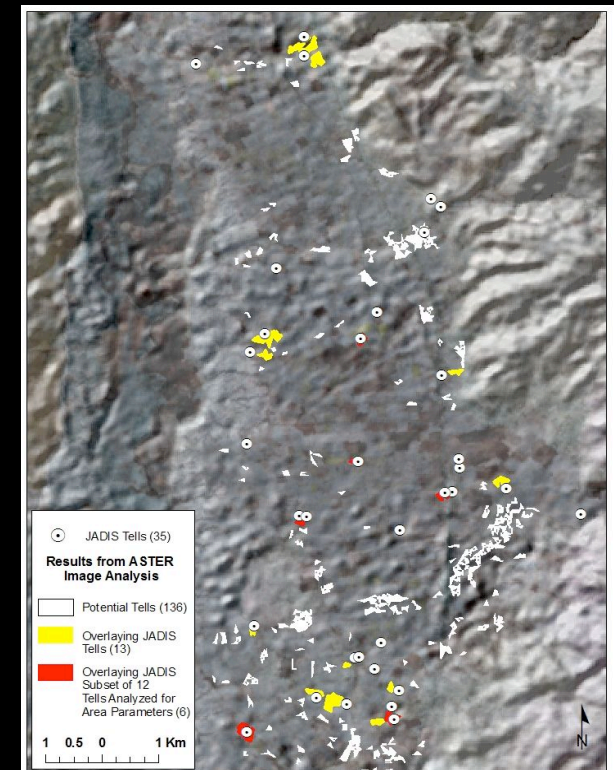 JADIS Tells (35)
Results from ASTER
Image Analysis
Potential Tells (136)
Overlaying JADIS
Tells (13)
Overlaying JADIS
Subset of 12
Tells Analyzed for
Area Parameters (6)
1 0.5 0 1 Km
N